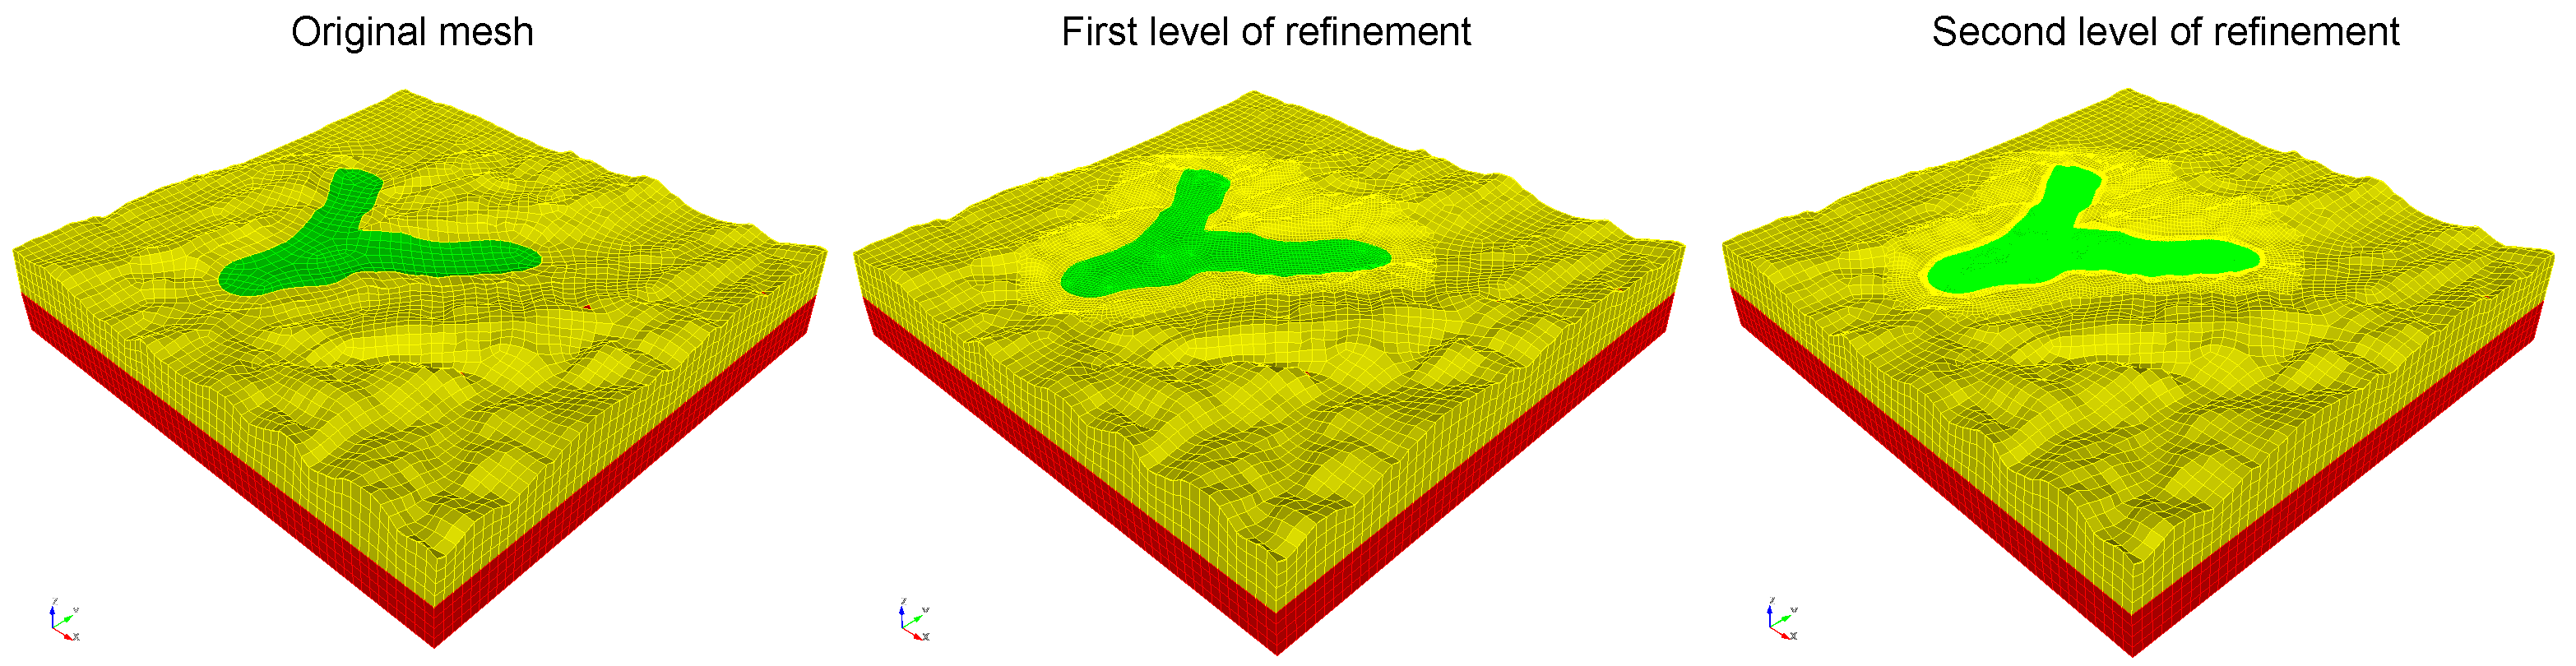 Original mesh
First level of refinement
Second level of refinement
Z
Y
X
Z
Y
X
Z
Y
X